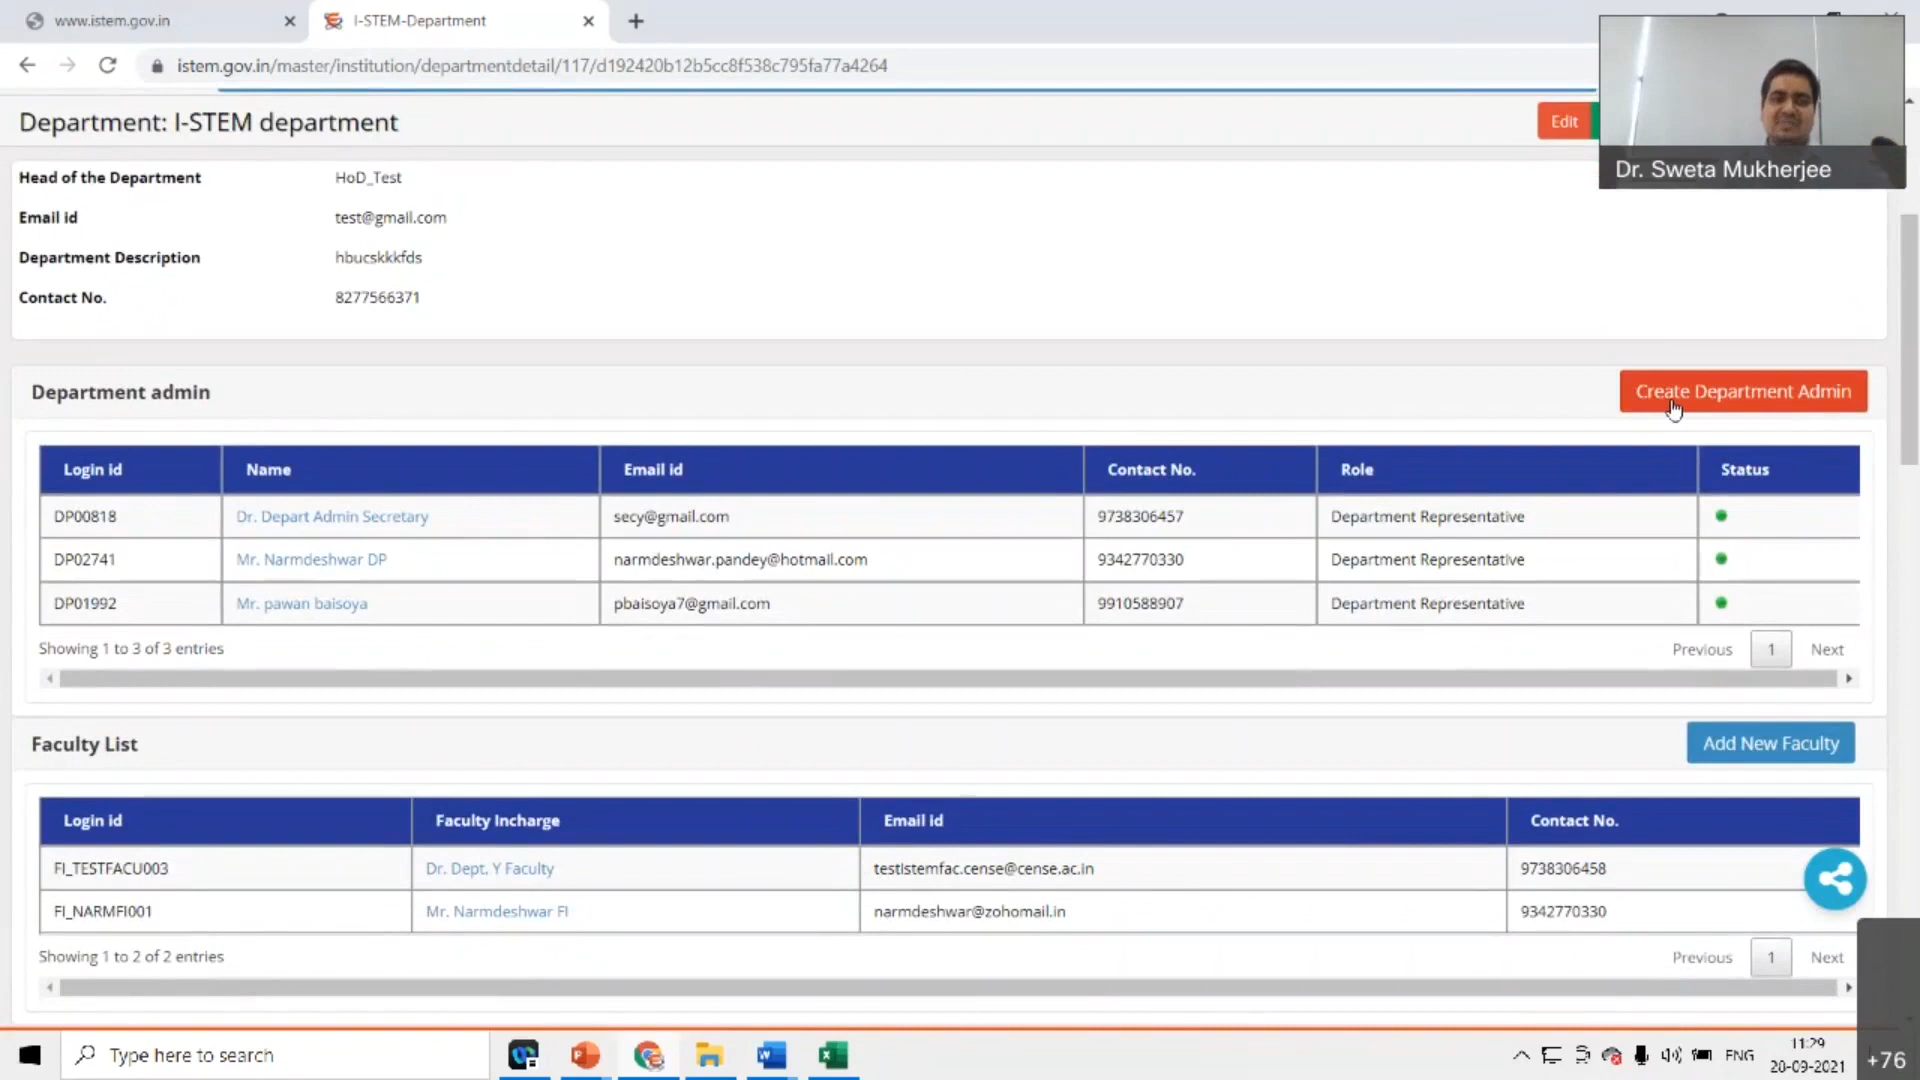 www.istem.gov.in
I-STEM-Department
istem.gov.in/master/institution/departmentdetail/117/d192420b12b5cc8f538c795fa77a4264
Department: I-STEM department
Edit
Dr. Sweta Mukherjee
Head of the Department HoD_Test
Email id test@gmail.com
Department Description hbucskkkfds
Contact No. 8277566371
Department admin Create Department Admin
Login id Name Email id Contact No. Role Status
DP00818 Dr. Depart Admin Secretary secy@gmail.com 9738306457 Department Representative
DP02741 Mr. Narmdeshwar DP narmdeshwar.pandey@hotmail.com 9342770330 Department Representative
DP01992 Mr. pawan baisoya pbaisoya7@gmail.com 9910588907 Department Representative
Showing 1 to 3 of 3 entries Previous 1 Next
Faculty List Add New Faculty
Login id Faculty Incharge Email id Contact No.
FI_TESTFACU003 Dr. Dept. Y Faculty testistemfac.cense@cense.ac.in 9738306458
FI_NARMFI001 Mr. Narmdeshwar FI narmdeshwar@zohomail.in 9342770330
Showing 1 to 2 of 2 entries Previous 1 Next
Type here to search
ENG
11:29
20-09-2021
+76